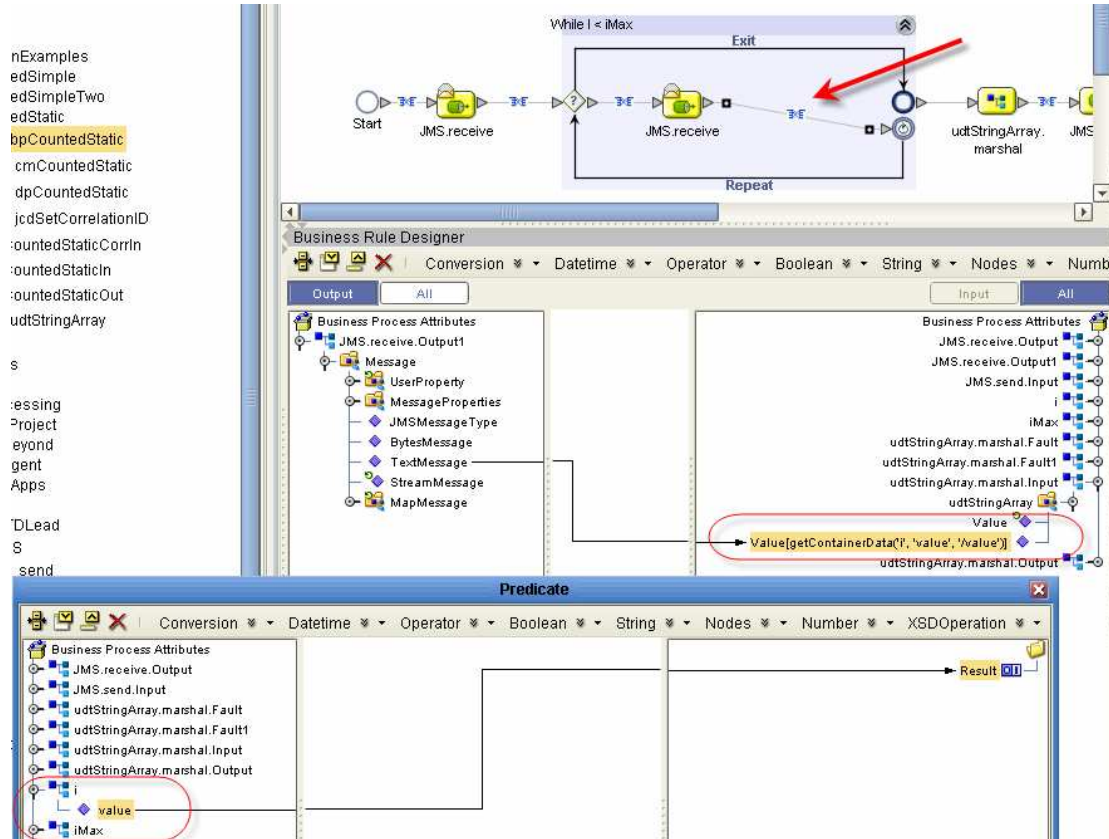 While I < iMax
Exit
Start
JMS.receive
JMS.receive
udtStringArray.
marshal
JMS
Repeat
nExamples
edSimple
edSimpleTwo
edStatic
bpCountedStatic
cmCountedStatic
dpCountedStatic
jcdSetCorrelationID
ountedStaticCorrIn
ountedStaticIn
ountedStaticOut
udtStringArray
s
essing
Project
eyond
gent
Apps
DLead
S
send
Business Rule Designer
Conversion Datetime Operator Boolean String Nodes Numb
Output All Input All
Business Process Attributes
JMS.receive.Output1
Message
UserProperty
MessageProperties
JMSMessageType
BytesMessage
TextMessage
StreamMessage
MapMessage
Business Process Attributes
JMS.receive.Output
JMS.receive.Output1
JMS.send.Input
i
iMax
udtStringArray.marshal.Fault
udtStringArray.marshal.Fault1
udtStringArray.marshal.Input
udtStringArray
Value
Value[getContainerData('i', 'value', '/value')]
udtStringArray.marshal.Output
Predicate
Conversion Datetime Operator Boolean String Nodes Number XSDOperation
Business Process Attributes
JMS.receive.Output
JMS.send.Input
udtStringArray.marshal.Fault
udtStringArray.marshal.Fault1
udtStringArray.marshal.Input
udtStringArray.marshal.Output
i
value
iMax
Result